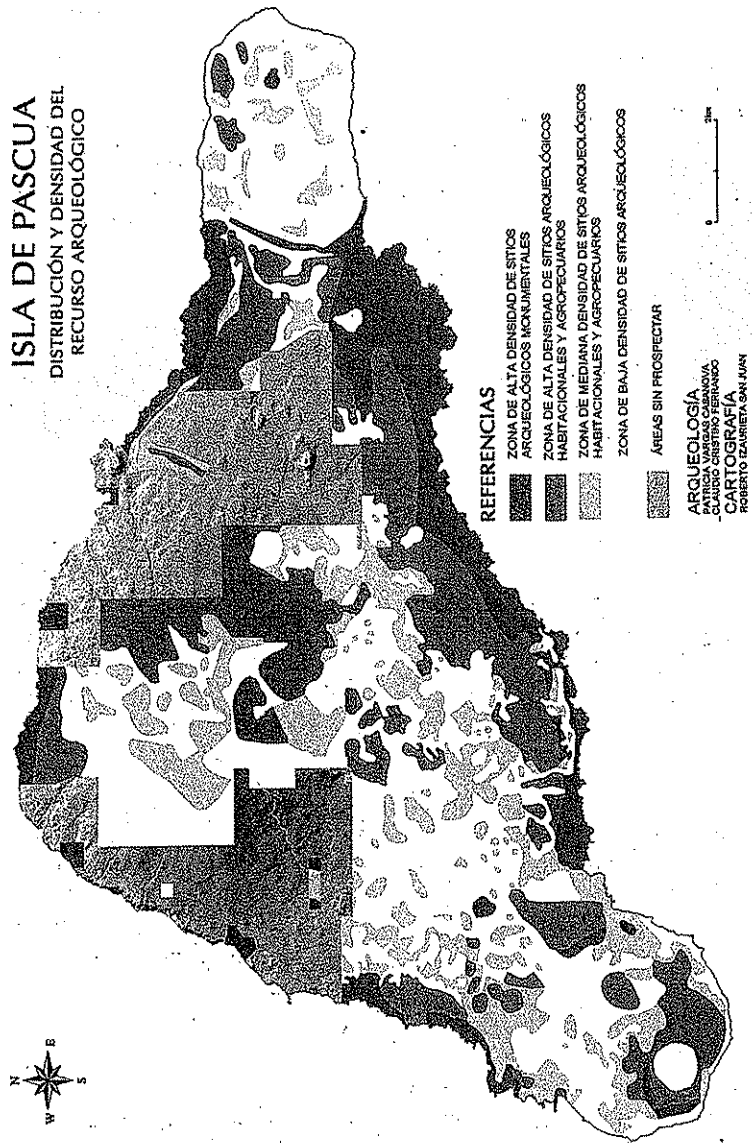 ISLA DE PASCUA
DISTRIBUCIÓN Y DENSIDAD DEL
RECURSO ARQUEOLÓGICO
N
W E
S
REFERENCIAS
ZONA DE ALTA DENSIDAD DE SITIOS
ARQUEOLÓGICOS MONUMENTALES
ZONA DE ALTA DENSIDAD DE SITIOS ARQUEOLÓGICOS
HABITACIONALES Y AGROPECUARIOS
ZONA DE MEDIANA DENSIDAD DE SITIOS ARQUEOLÓGICOS
HABITACIONALES Y AGROPECUARIOS
ZONA DE BAJA DENSIDAD DE SITIOS ARQUEOLÓGICOS
ÁREAS SIN PROSPECTAR
ARQUEOLOGÍA
PATRICIA VARGAS CASANOVA
CLAUDIO CRISTINO FERRANDO
CARTOGRAFÍA
ROBERTO IZAURIETA SAN JUAN
0